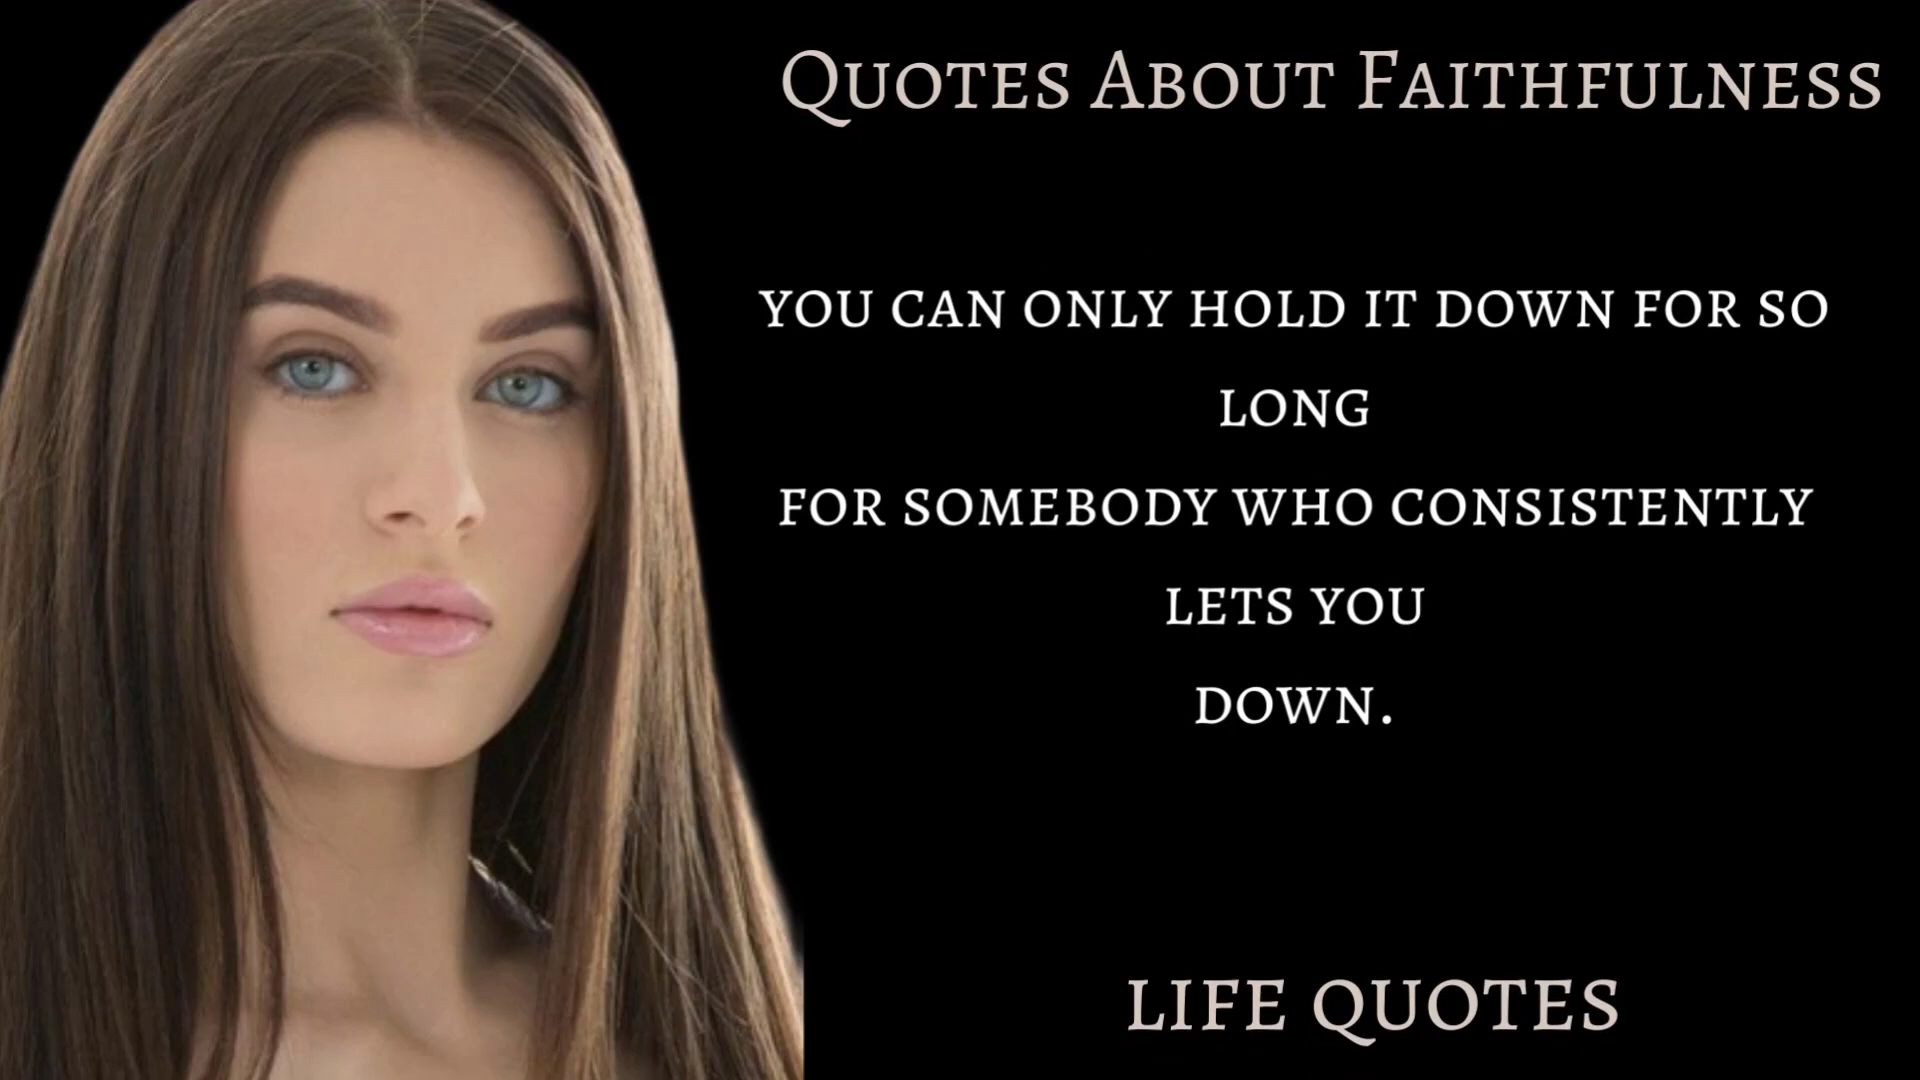 Quotes About Faithfulness
you can only hold it down for so
long
for somebody who consistently
lets you
down.
life quotes